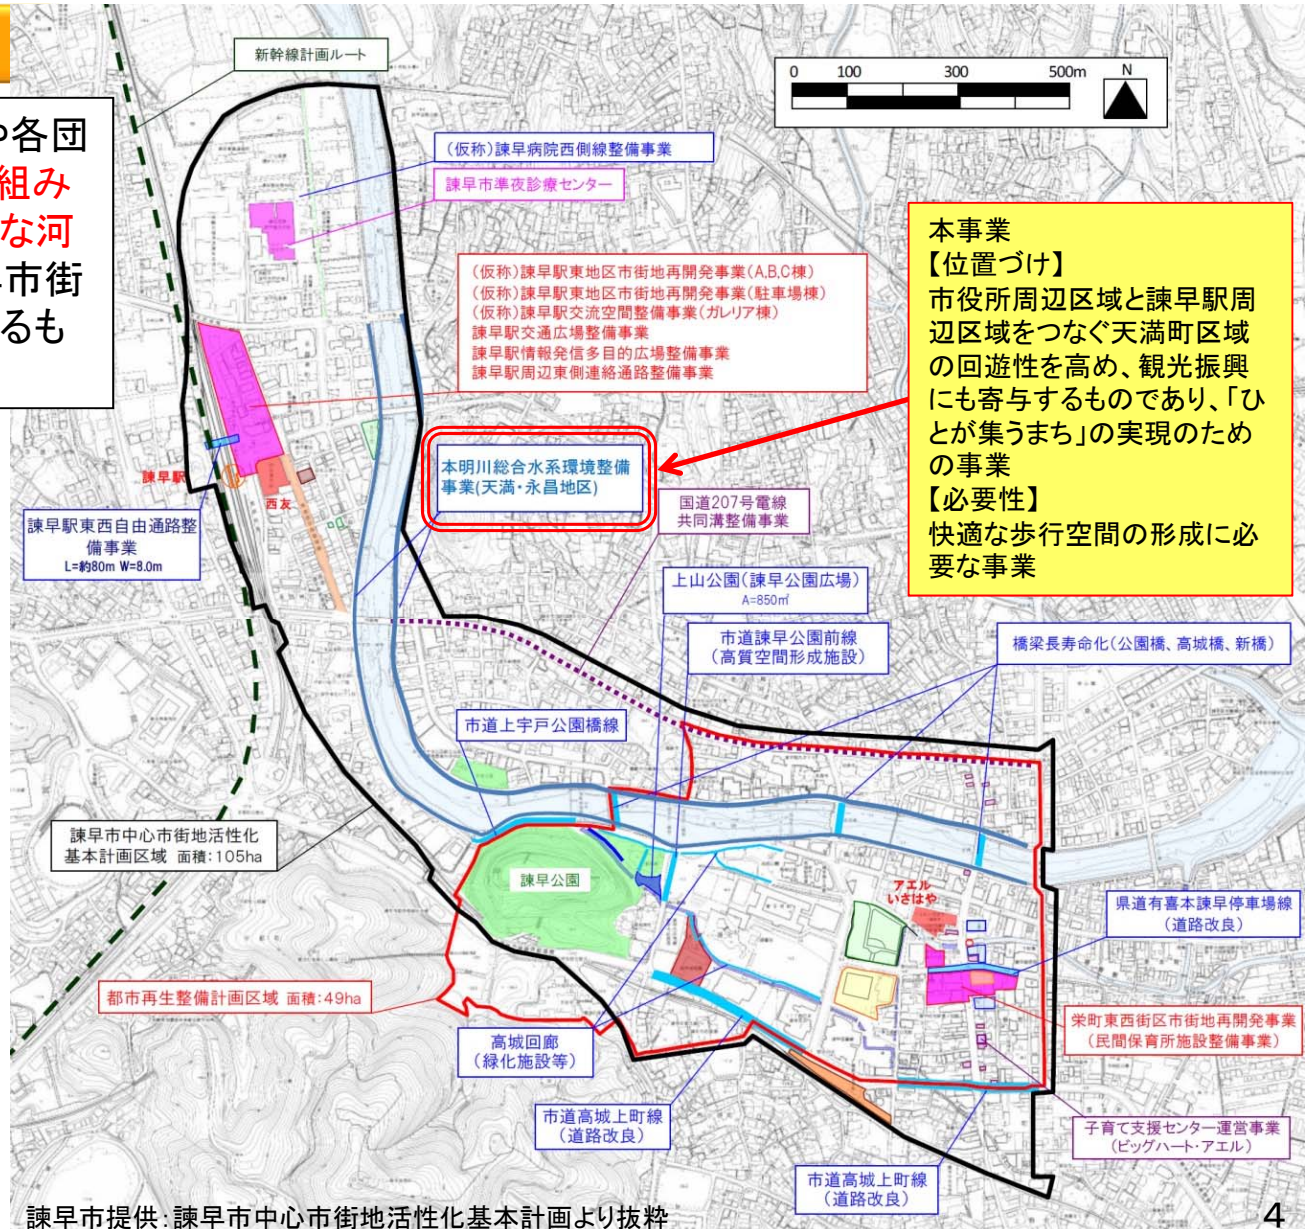 新幹線計画ルート
0 100 300 500m
N
や各団
組み
な河
市街
るも
(仮称)諫早病院西側線整備事業
諫早市準夜診療センター
(仮称)諫早駅東地区市街地再開発事業(A,B,C棟)
(仮称)諫早駅東地区市街地再開発事業(駐車場棟)
(仮称)諫早駅交流空間整備事業(ガレリア棟)
諫早駅交通広場整備事業
諫早駅情報発信多目的広場整備事業
諫早駅周辺東側連絡通路整備事業
本事業
【位置づけ】
市役所周辺区域と諫早駅周
辺区域をつなぐ天満町区域
の回遊性を高め、観光振興
にも寄与するものであり、「ひ
とが集うまち」の実現のため
の事業
【必要性】
快適な歩行空間の形成に必
要な事業
本明川総合水系環境整備
事業(天満・永昌地区)
諫早駅
西友
諫早駅東西自由通路整
備事業
L=約80m W=8.0m
国道207号電線
共同溝整備事業
上山公園(諫早公園広場)
A=850㎡
市道諫早公園前線
(高質空間形成施設)
橋梁長寿命化(公園橋、高城橋、新橋)
市道上宇戸公園橋線
諫早市中心市街地活性化
基本計画区域 面積:105ha
諫早公園
アエル
いさはや
県道有喜本諫早停車場線
(道路改良)
都市再生整備計画区域 面積:49ha
栄町東西街区市街地再開発事業
(民間保育所施設整備事業)
高城回廊
(緑化施設等)
市道高城上町線
(道路改良)
子育て支援センター運営事業
(ビッグハート・アエル)
市道高城上町線
(道路改良)
諫早市提供:諫早市中心市街地活性化基本計画より抜粋
4